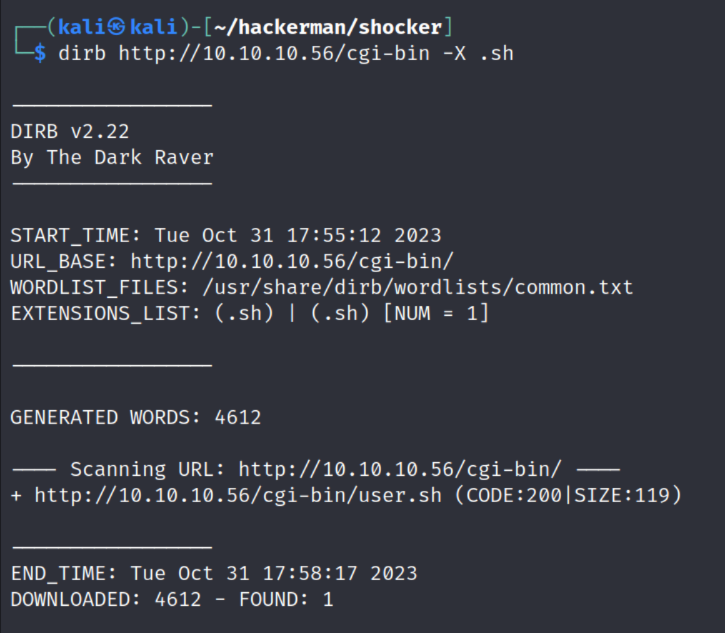 ┌──(kali㉿kali)-[~/hackerman/shocker]
└─$ dirb http://10.10.10.56/cgi-bin -X .sh
-----------------
DIRB v2.22
By The Dark Raver
-----------------
START_TIME: Tue Oct 31 17:55:12 2023
URL_BASE: http://10.10.10.56/cgi-bin/
WORDLIST_FILES: /usr/share/dirb/wordlists/common.txt
EXTENSIONS_LIST: (.sh) | (.sh) [NUM = 1]
-----------------
GENERATED WORDS: 4612
---- Scanning URL: http://10.10.10.56/cgi-bin/ ----
+ http://10.10.10.56/cgi-bin/user.sh (CODE:200|SIZE:119)
-----------------
END_TIME: Tue Oct 31 17:58:17 2023
DOWNLOADED: 4612 - FOUND: 1